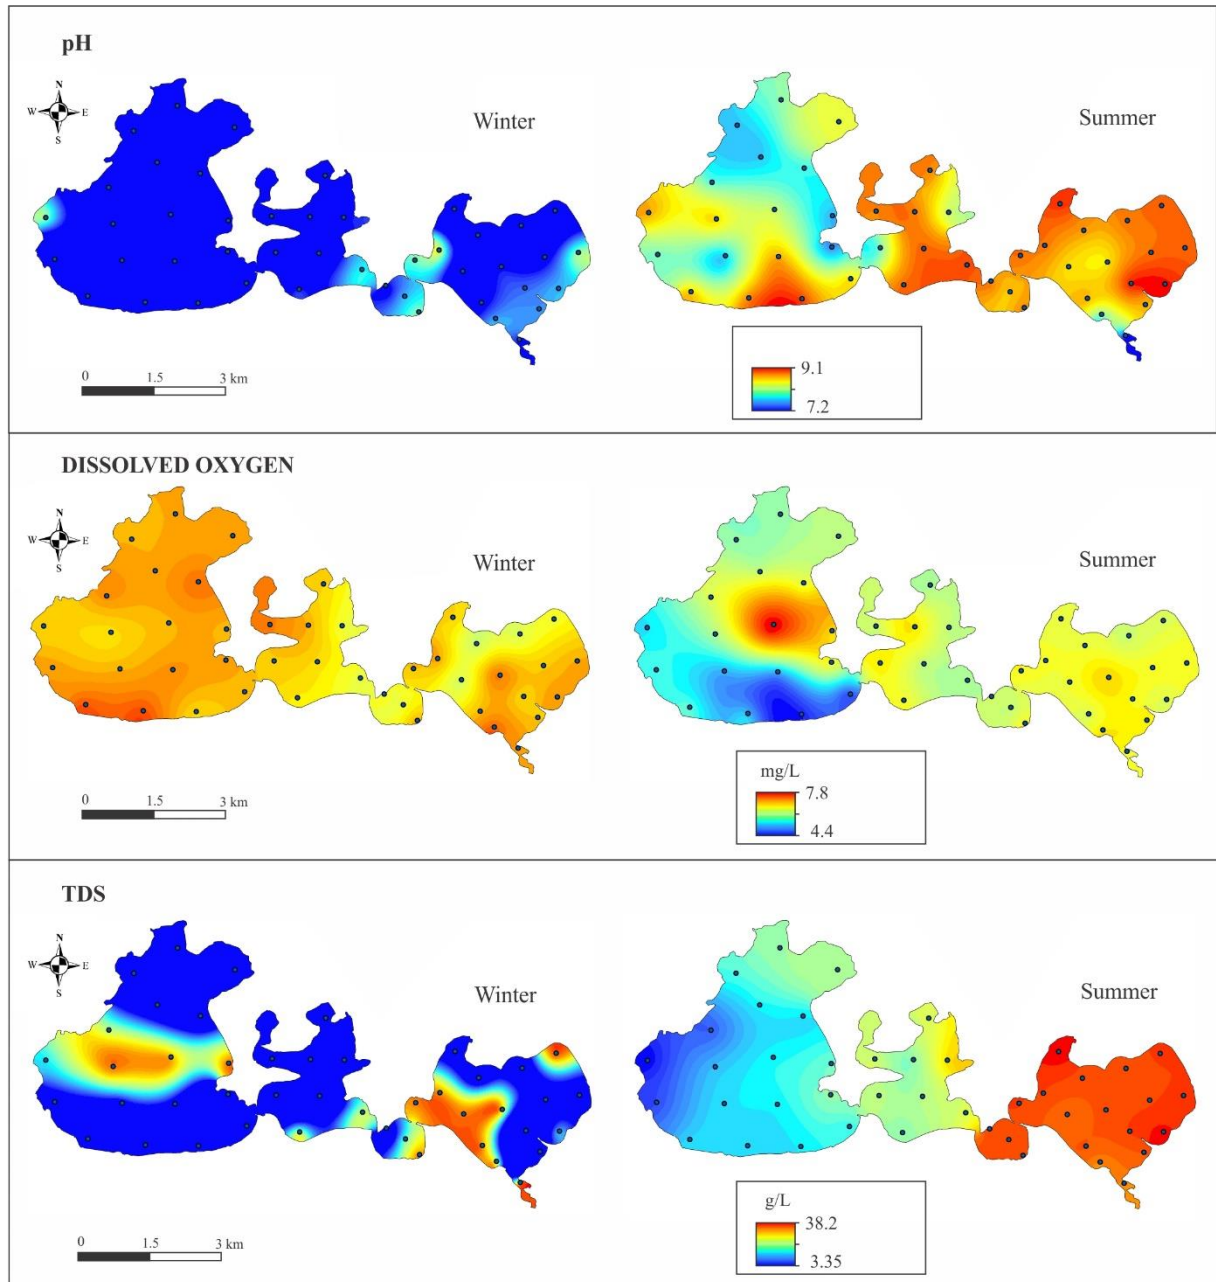 pH
N
W E
S
Winter
Summer
0 1.5 3 km
9.1
7.2
DISSOLVED OXYGEN
N
W E
S
Winter
Summer
0 1.5 3 km
mg/L
7.8
4.4
TDS
N
W E
S
Winter
Summer
0 1.5 3 km
g/L
38.2
3.35